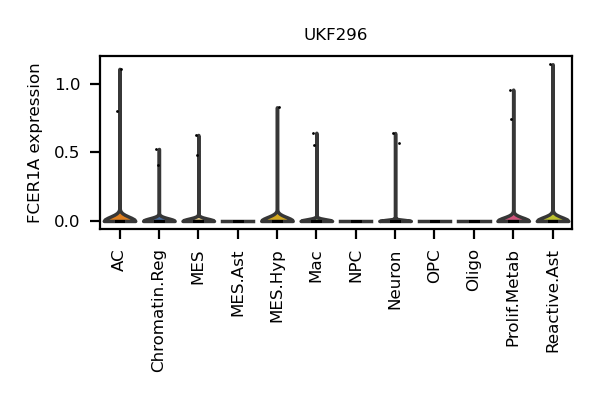 UKF296
FCER1A expression
1.0
0.5
0.0
AC
Chromatin.Reg
MES
MES.Ast
MES.Hyp
Mac
NPC
Neuron
OPC
Oligo
Prolif.Metab
Reactive.Ast